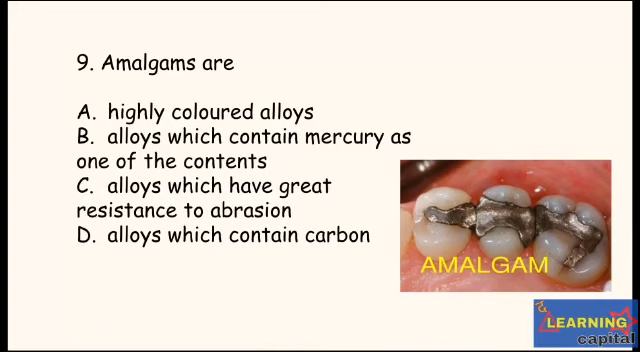 9. Amalgams are
A. highly coloured alloys
B. alloys which contain mercury as
one of the contents
C. alloys which have great
resistance to abrasion
D. alloys which contain carbon
AMALGAM
LEARNING
capital